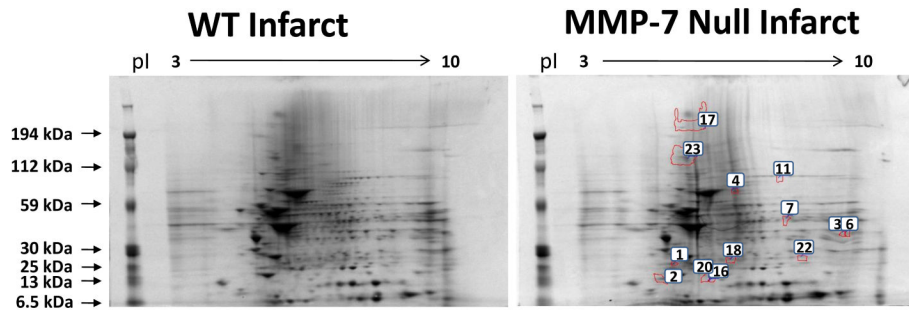 WT Infarct
MMP-7 Null Infarct
pI 3 10
pI 3 10
194 kDa
112 kDa
59 kDa
30 kDa
25 kDa
13 kDa
6.5 kDa
17
23
11
4
7
3 6
1
18
22
2
20
16